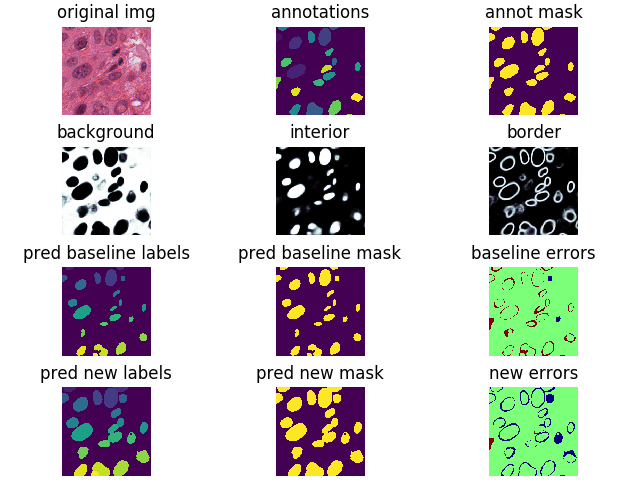 original img
annotations
annot mask
background
interior
border
pred baseline labels
pred baseline mask
baseline errors
pred new labels
pred new mask
new errors